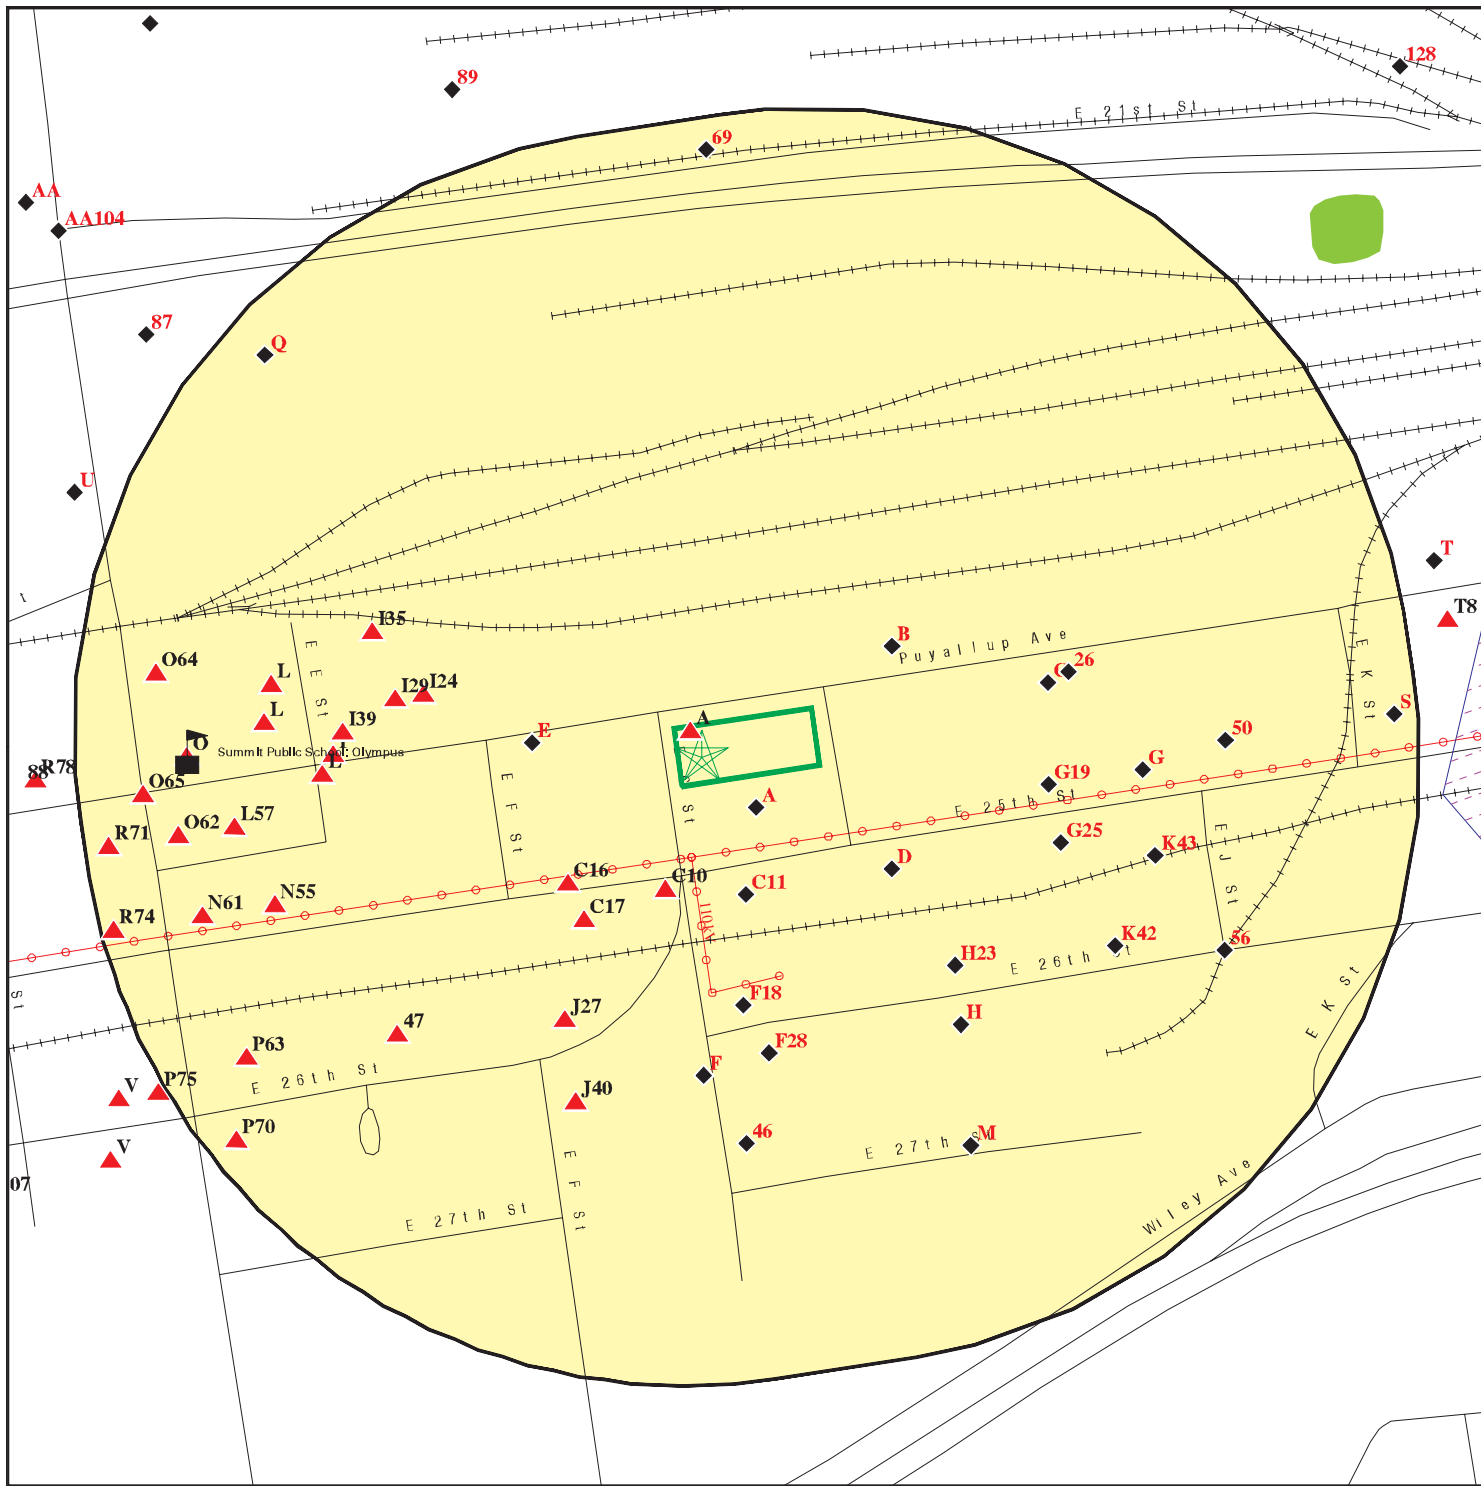 128
89
E 21st St
69
AA
AA104
87
Q
U
T
t
T8
I35
B
Puyallup Ave
E K St
O64
L
26
I29
I24
E E St
L
S
I39
A
E
50
O
Summit Public School: Olympus
L
G
88
R78
O65
G19
E F St
St
A
E 25th St
L57
O62
R71
G25
K43
E J St
C16
C10
D
C11
N55
N61
C17
110kV
R74
K42
56
H23
E 26th St
E K St
St
F18
J27
47
H
P63
F28
E 26th St
F
P75
V
J40
P70
46
E 27th St
M
V
E F St
07
Wiley Ave
E 27th St